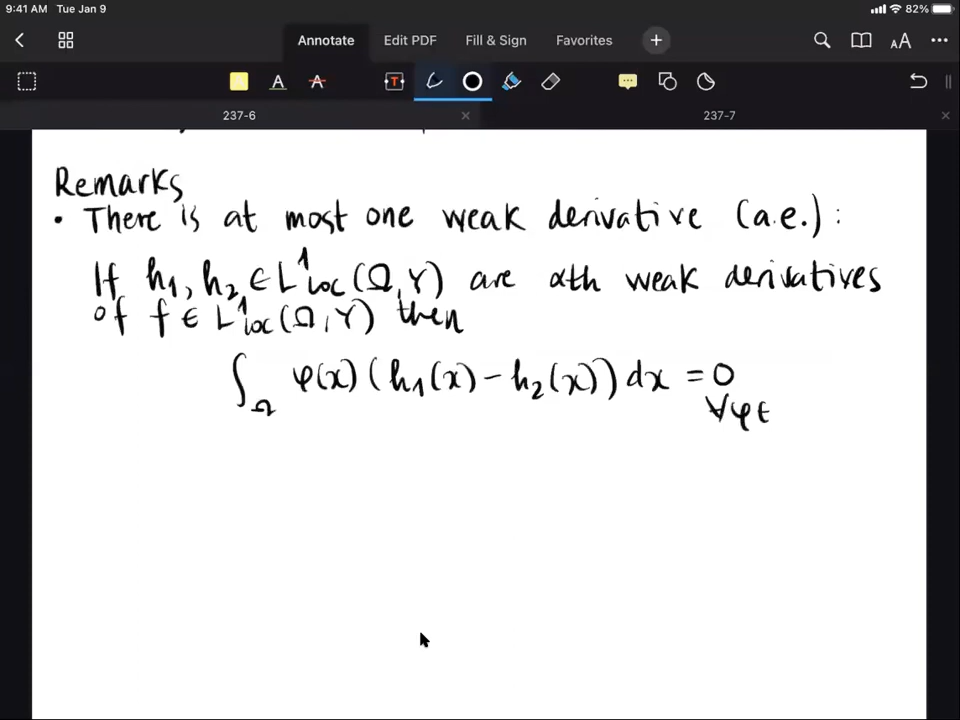 9:41 AM Tue Jan 9 82%
Annotate Edit PDF Fill & Sign Favorites + AA
A A T
237-6 237-7
Remarks
• There is at most one weak derivative (a.e.) :
If h₁, h₂ ∈ L¹loc(Ω,Y) are αth weak derivatives
of f ∈ L¹loc(Ω,Y) then
∫_Ω φ(x)(h₁(x) - h₂(x))dx = 0
∀φ ∈